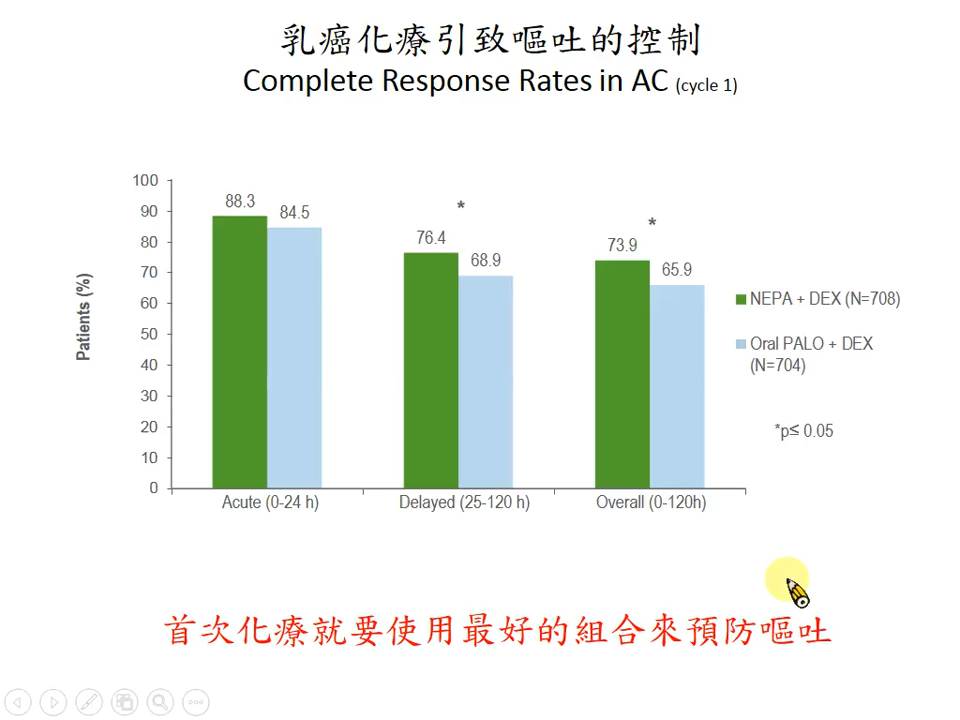 乳癌化療引致嘔吐的控制
Complete Response Rates in AC (cycle 1)
100
90
80
70
60
50
40
30
20
10
0
Patients (%)
88.3
84.5
*
76.4
68.9
*
73.9
65.9
Acute (0-24 h)
Delayed (25-120 h)
Overall (0-120h)
NEPA + DEX (N=708)
Oral PALO + DEX
(N=704)
*p≤ 0.05
首次化療就要使用最好的組合來預防嘔吐